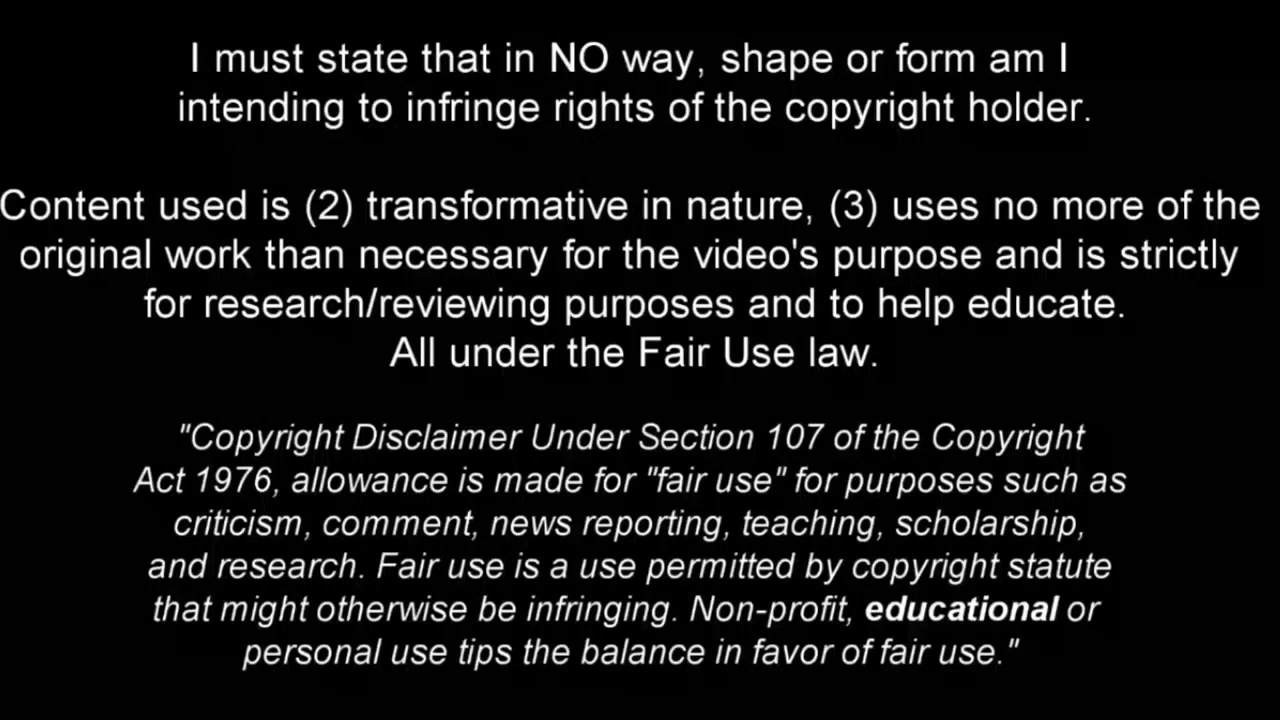 I must state that in NO way, shape or form am I
intending to infringe rights of the copyright holder.
Content used is (2) transformative in nature, (3) uses no more of the
original work than necessary for the video's purpose and is strictly
for research/reviewing purposes and to help educate.
All under the Fair Use law.
"Copyright Disclaimer Under Section 107 of the Copyright
Act 1976, allowance is made for "fair use" for purposes such as
criticism, comment, news reporting, teaching, scholarship,
and research. Fair use is a use permitted by copyright statute
that might otherwise be infringing. Non-profit, educational or
personal use tips the balance in favor of fair use."